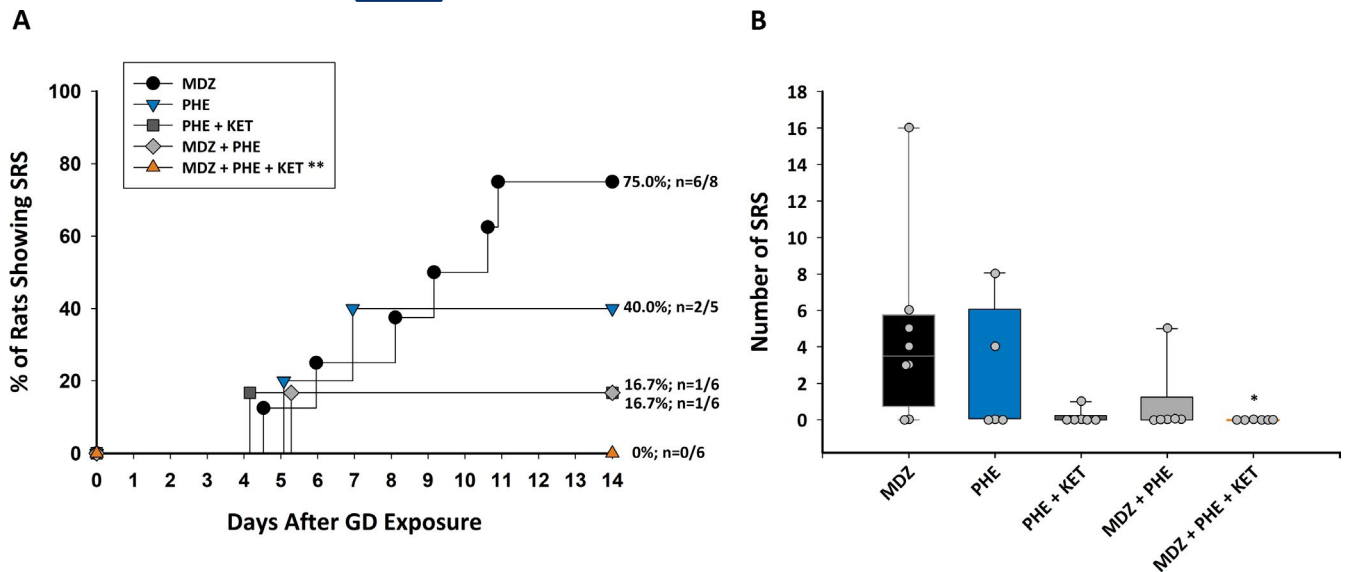 A
B
MDZ
PHE
PHE + KET
MDZ + PHE
MDZ + PHE + KET **
% of Rats Showing SRS
100
80
60
40
20
0
75.0%; n=6/8
40.0%; n=2/5
16.7%; n=1/6
16.7%; n=1/6
0%; n=0/6
0 1 2 3 4 5 6 7 8 9 10 11 12 13 14
Days After GD Exposure
Number of SRS
18
16
14
12
10
8
6
4
2
0
*
MDZ
PHE
PHE + KET
MDZ + PHE
MDZ + PHE + KET